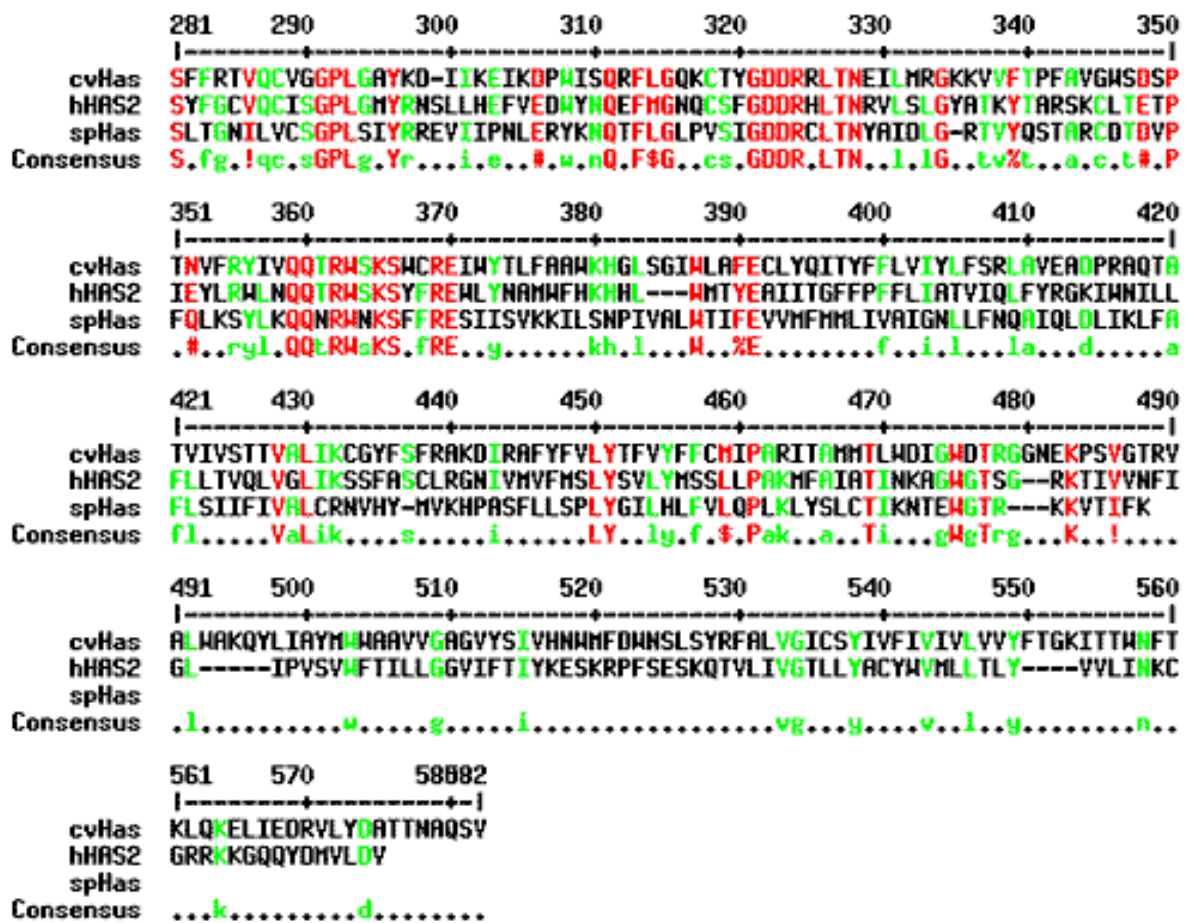 281 290 300 310 320 330 340 350
|--------+---------+---------+---------+---------+---------+---------|
cvHas SFFRTVQCVGGPLGAYKD-IIKEIKDPWISQRFLGQKCTYGDDRRLTNEILMRGKKVVFTPFAVGWSDSP
hHAS2 SYFGCVQCISGPLGMYRNSLLHEFVEDWYNQEFMGNQCSFGDDRHLTNRVLSLGYATKYTARSKCLTETP
spHas SLTGNILVCSGPLSIYRREVIIPNLERYKNQTFLGLPVSIGDDRCLTNYAIDLG-RTVYQSTARCDTDVP
Consensus S.fg.!qc.sGPLg.Yr...i.e..#.w.nQ.F$G..cs.GDDR.LTN..l.lG..tv%t..a.c.t#.P
351 360 370 380 390 400 410 420
|--------+---------+---------+---------+---------+---------+---------|
cvHas TNVFRYIVQQTRWSKSWCREIWYTLFAAWKHGLSGIWLAFECLYQITYFFLVIYLFSRLAVEADPRAQTA
hHAS2 IEYLRWLNQQTRWSKSYFREWLYNAMWFHKHHL---WMTYEAIITGFFPFFLIATVIQLFYRGKIWNILL
spHas FQLKSYLKQQNRWNKSFFRESIISVKKILSNPIVALWTIFEVVMFMMLIVAIGNLLFNQAIQLDLIKLFA
Consensus .#..ryl.QQtRWsKS.fRE..y......kh.l...W..%E........f..i.l...la..d.....a
421 430 440 450 460 470 480 490
|--------+---------+---------+---------+---------+---------+---------|
cvHas TVIVSTTVALIKCGYFSFRAKDIRAFYFVLYTFVYFFCMIPARITAMMTLWDIGWDTRGGNEKPSVGTRV
hHAS2 FLLTVQLVGLIKSSFASCLRGNIVMVFMSLYSVLYMSSLLPAKMFAIATINKAGWGTSG--RKTIVVNFI
spHas FLSIIFIVALCRNVHY-MVKHPASFLLSPLYGILHLFVLQPLKLYSLCTIKNTEWGTR---KKVTIFK
Consensus fl.....VaLik....s.....i......LY..ly.f.$.Pak..a..Ti...gWgTrg...K..!....
491 500 510 520 530 540 550 560
|--------+---------+---------+---------+---------+---------+---------|
cvHas ALWAKQYLIAYMWWAAVVGAGVYSIVHNWMFDWNSLSYRFALVGICSYIVFIVIVLVVYFTGKITTWNFT
hHAS2 GL-----IPVSVWFTILLGGVIFTIYKESKRPFSESKQTVLIVGTLLYACYWVMLLTLY----VVLINKC
spHas
Consensus .l..........w.....g.....i..................vg...y....v..l..y........n..
561 570 580582
|--------+---------+-|
cvHas KLQKELIEDRVLYDATTNAQSV
hHAS2 GRRKKGQQYDMVLDV
spHas
Consensus ...k.........d........